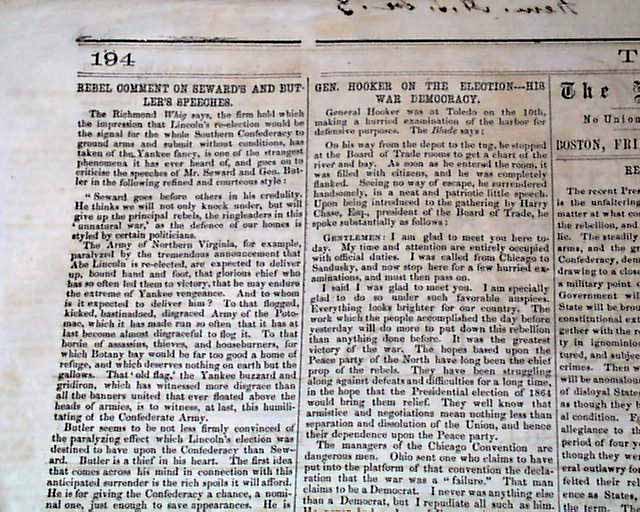 194
REBEL COMMENT ON SEWARD'S AND BUT-
LER'S SPEECHES.
The Richmond Whig says, the firm hold which
the impression that Lincoln's re-election would be
the signal for the whole Southern Confederacy to
ground arms and submit without conditions, has
taken of the Yankee fancy, is one of the strangest
phenomena it has ever heard of, and goes on to
criticise the speeches of Mr. Seward and Gen. But-
ler in the following refined and courteous style:
" Seward goes before others in his credulity.
He thinks we will not only knock under, but will
give up the principal rebels, the ringleaders in this
' unnatural war,' as the defence of our homes is
styled by certain politicians.
The Army of Northern Virginia, for example,
paralyzed by the tremendous announcement that
Abe Lincoln is re-elected, are expected to deliver
up, bound hand and foot, that glorious chief who
has so often led them to victory, that he may endure
the extreme of Yankee vengeance. And to whom
is it expected to deliver him? To that flogged,
kicked, bastinadoed, disgraced Army of the Poto-
mac, which it has made run so often that it has at
last become almost disgraceful to flog it. To that
horde of assassins, thieves, and houseburners, for
which Botany bay would be far too good a home of
refuge, and which deserves nothing on earth but the
gallows. That 'old flag,' the Yankee buzzard and
gridiron, which has witnessed more disgrace than
all the banners united that ever floated above the
heads of armies, is to witness, at last, this humili-
tating of the Confederate Army.
Butler seems to be not less firmly convinced of
the paralyzing effect which Lincoln's election was
destined to have upon the Confederacy than Sew-
ard. Butler is a thief in his heart. The first idea
that comes across his mind in connection with this
anticipated surrender is the rich spoils it will afford.
He is for giving the Confederacy a chance, a nomi-
nal one, just enough to save appearances. He is
GEN. HOOKER ON THE ELECTION---HIS
WAR DEMOCRACY.
General Hooker was at Toledo on the 10th,
making a hurried examination of the harbor for
defensive purposes. The Blade says:
On his way from the depot to the tug, he stopped
at the Board of Trade rooms to get a chart of the
river and bay. As soon as he entered the room, it
was filled with citizens, and he was completely
flanked. Seeing no way of escape, he surrendered
handsomely, in a neat and patriotic little speech.
Upon being introduced to the gathering by Harry
Chase, Esq., president of the Board of Trade, he
spoke substantially as follows:
GENTLEMEN: I am glad to meet you here to-
day. My time and attention are entirely occupied
with official duties. I was called from Chicago to
Sandusky, and now stop here for a few hurried ex-
aminations, and must then pass on.
I said I was glad to meet you. I am specially
glad to do so under such favorable auspices.
Everything looks brighter for our country. The
work which the people accomplished the day before
yesterday will do more to put down this rebellion
than anything done before. It was the greatest
victory of the war. The hopes based upon the
Peace party of the North have long been the chief
prop of the rebels. They have been struggling
along against defeats and difficulties for a long time,
in the hope that the Presidential election of 1864
would bring them relief. They well know that
armistice and negotiations mean nothing less than
separation and dissolution of the Union, and hence
their dependence upon the Peace party.
The managers of the Chicago Convention are
dangerous men. Ohio sent one who claims to have
put into the platform of that convention the decla-
ration that the war was a "failure." That man
claims to be a Democrat. I never was anything else
than a Democrat, but I repudiate all such as him.
T
The
No Union
BOSTON, FRI
RE
The recent Pre
is the unfaltering
matter at what co
the rebellion, and
lic. The steadly
arms, and the g
Confederacy, dem
drawing to a close
a military point o
Government wi
State will be brou
constitutional ex
gether with the re
ty in ignominio
tured, and subjec
crimes. Then w
will be anomalou
of disloyal States
as though they b
al condition. E
allegiance to th
period of four y
though they wer
eral outlawry fo
felted their rel
ence as States,
the term. The